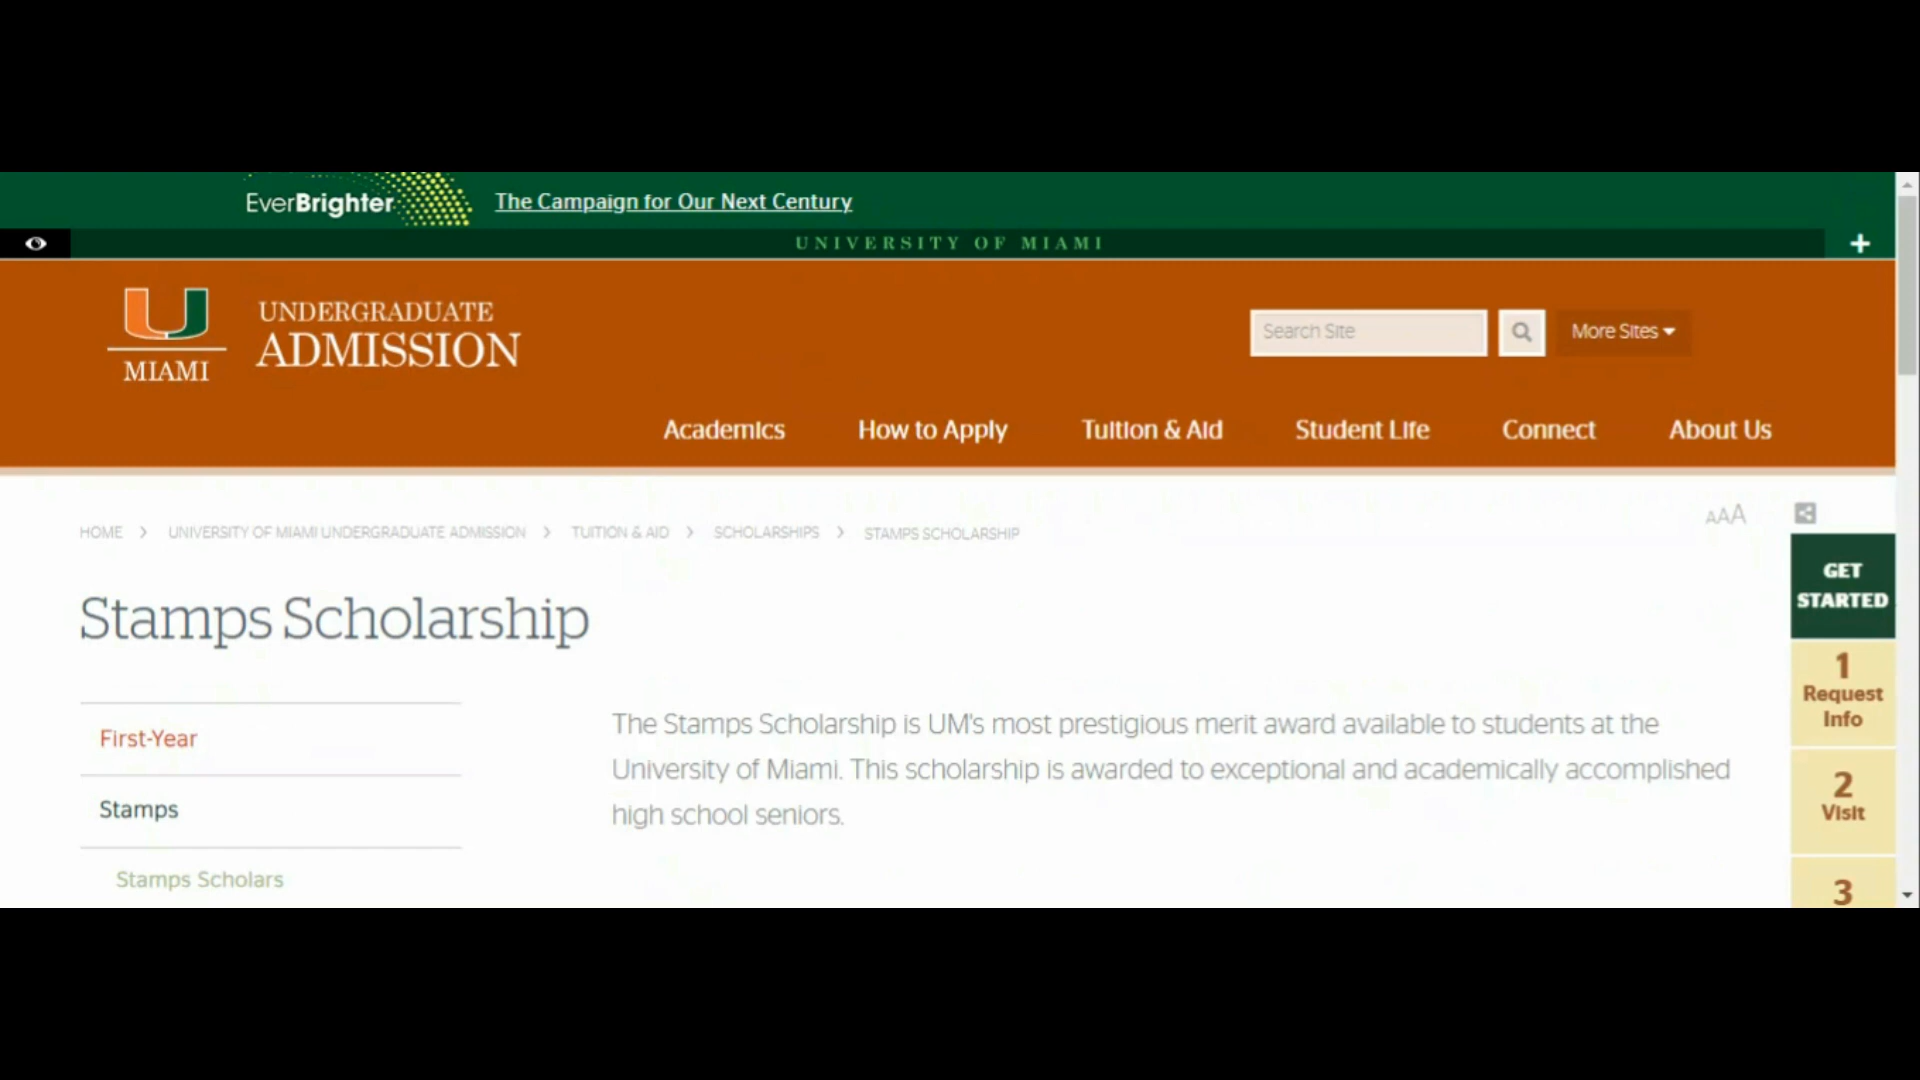 EverBrighter The Campaign for Our Next Century
UNIVERSITY OF MIAMI
MIAMI
UNDERGRADUATE
ADMISSION
Search Site
More Sites
Academics How to Apply Tuition & Aid Student Life Connect About Us
HOME > UNIVERSITY OF MIAMI UNDERGRADUATE ADMISSION > TUITION & AID > SCHOLARSHIPS > STAMPS SCHOLARSHIP
AAA
Stamps Scholarship
First-Year
Stamps
Stamps Scholars
The Stamps Scholarship is UM's most prestigious merit award available to students at the
University of Miami. This scholarship is awarded to exceptional and academically accomplished
high school seniors.
GET
STARTED
1
Request
Info
2
Visit
3